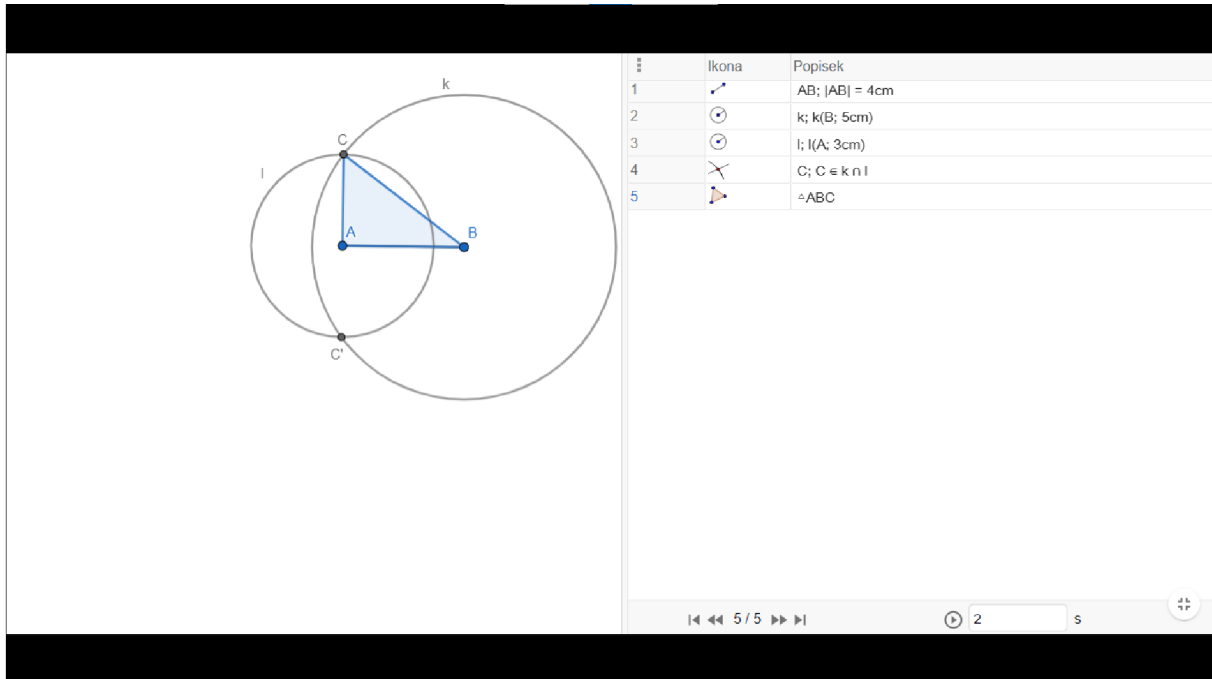 k
C
l
A
B
C'
Ikona Popisek
1 AB; |AB| = 4cm
2 k; k(B; 5cm)
3 l; l(A; 3cm)
4 C; C ∈ k ∩ l
5 △ABC
5 / 5 2 s